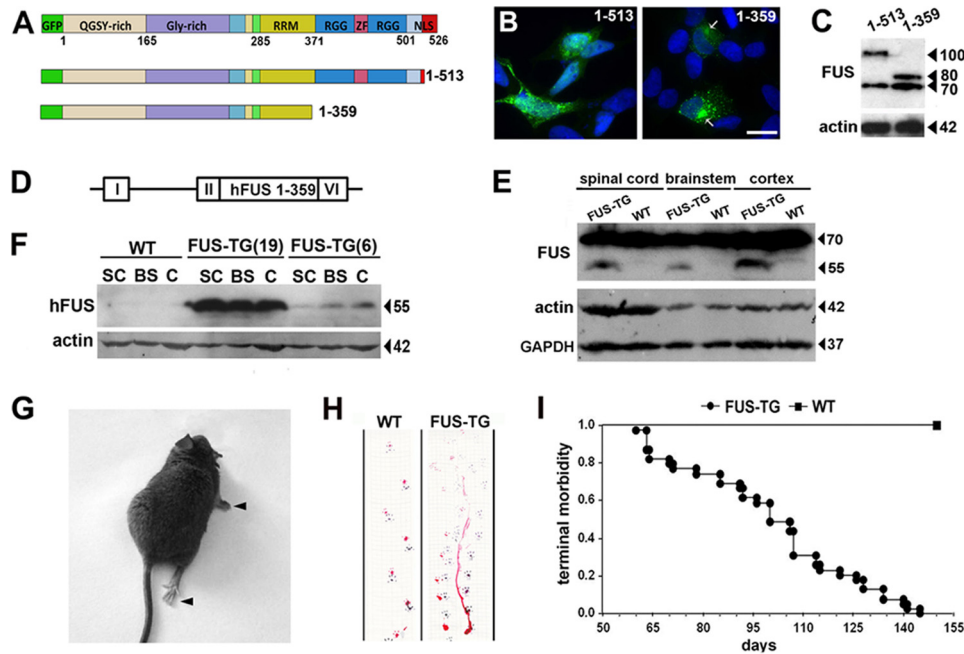 A
GFP QGSY-rich Gly-rich RRM RGG ZF RGG NLS
1 165 285 371 501 526
1-513
1-359
B
1-513
1-359
C
1-513 1-359
FUS
100
80
70
actin
42
D
I II hFUS 1-359 VI
E
spinal cord brainstem cortex
FUS-TG WT FUS-TG WT FUS-TG WT
FUS
70
55
actin
42
GAPDH
37
F
WT FUS-TG(19) FUS-TG(6)
SC BS C SC BS C SC BS C
hFUS
55
actin
42
G
H
WT FUS-TG
I
FUS-TG WT
terminal morbidity
1.0
0.8
0.6
0.4
0.2
0.0
50 65 80 95 110 125 140 155
days